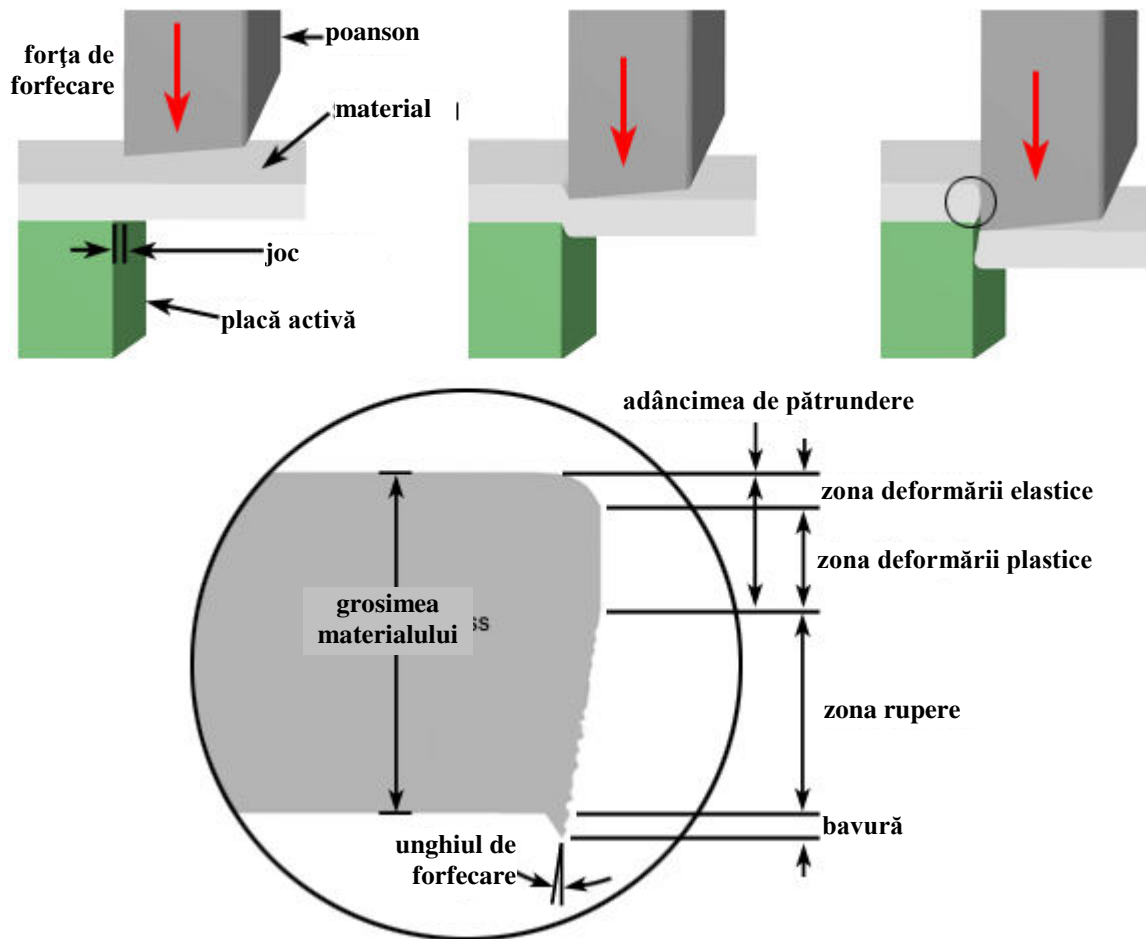 forţa de
forfecare
poanson
material
joc
placă activă
adâncimea de pătrundere
zona deformării elastice
zona deformării plastice
grosimea
materialului
ss
zona rupere
bavură
unghiul de
forfecare